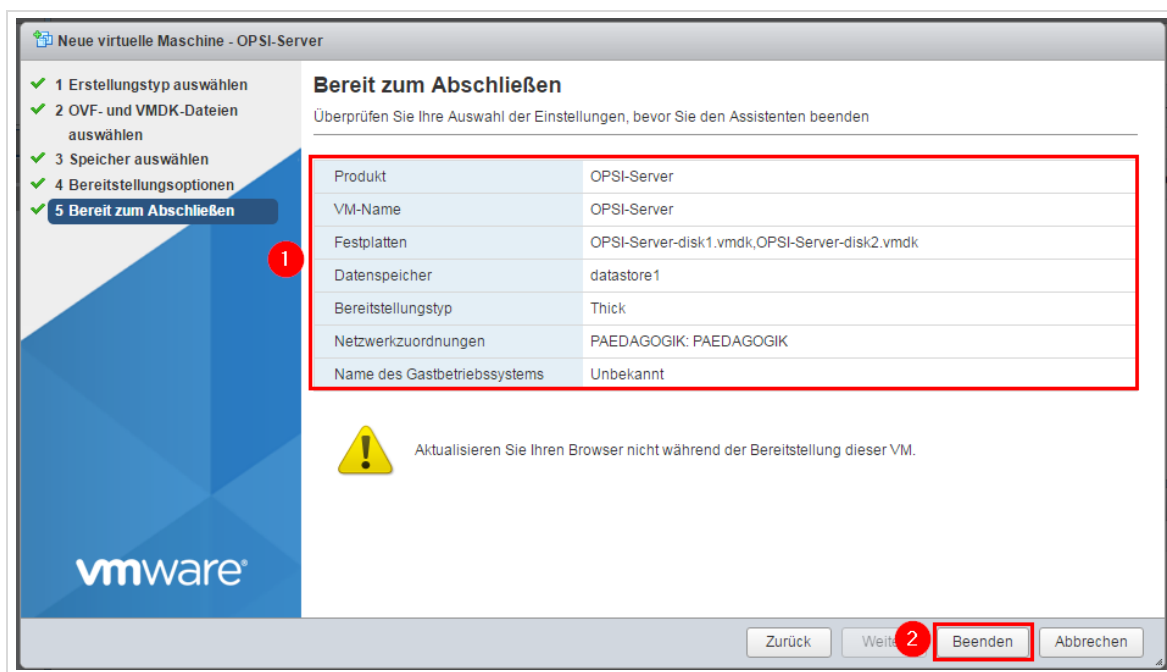 Neue virtuelle Maschine - OPSI-Server
1 Erstellungstyp auswählen
2 OVF- und VMDK-Dateien
auswählen
3 Speicher auswählen
4 Bereitstellungsoptionen
5 Bereit zum Abschließen
Bereit zum Abschließen
Überprüfen Sie Ihre Auswahl der Einstellungen, bevor Sie den Assistenten beenden
1
Produkt OPSI-Server
VM-Name OPSI-Server
Festplatten OPSI-Server-disk1.vmdk,OPSI-Server-disk2.vmdk
Datenspeicher datastore1
Bereitstellungstyp Thick
Netzwerkzuordnungen PAEDAGOGIK: PAEDAGOGIK
Name des Gastbetriebssystems Unbekannt
Aktualisieren Sie Ihren Browser nicht während der Bereitstellung dieser VM.
vmware®
Zurück 2 Beenden Abbrechen